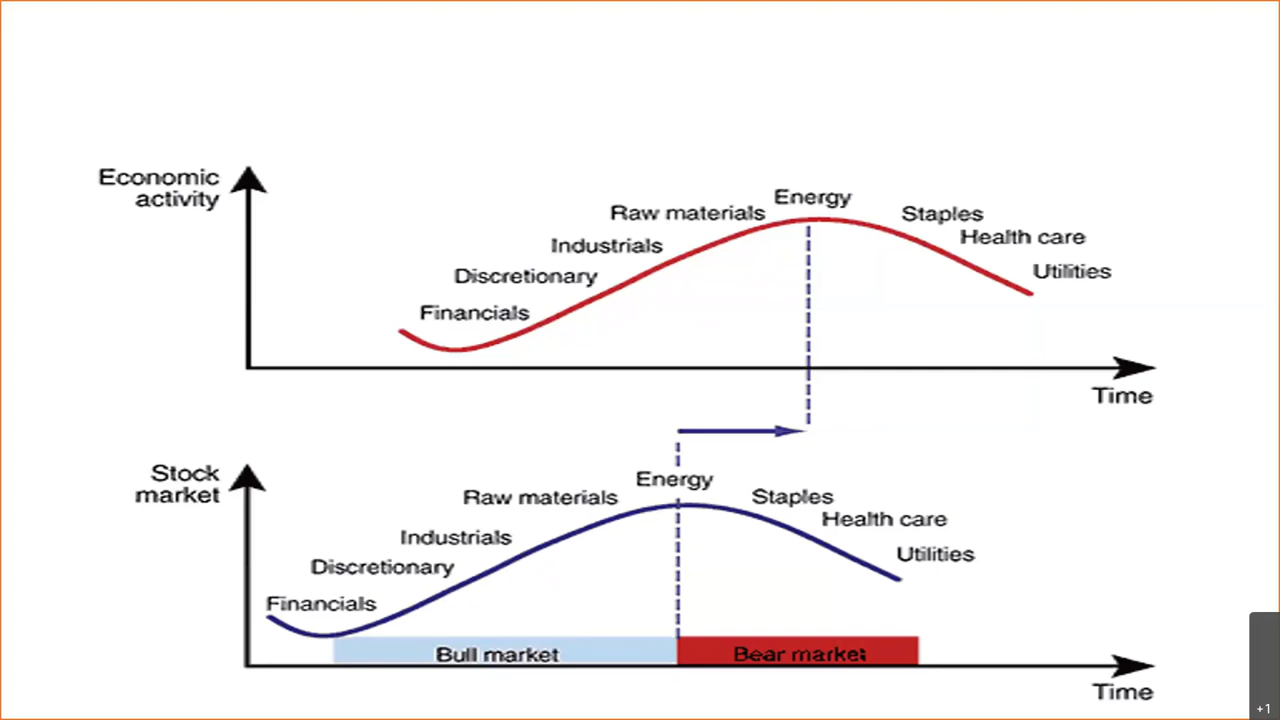 Economic
activity
Energy
Raw materials
Staples
Industrials
Health care
Discretionary
Utilities
Financials
Time
Stock
market
Energy
Raw materials
Staples
Industrials
Health care
Discretionary
Utilities
Financials
Bull market
Bear market
Time
+1